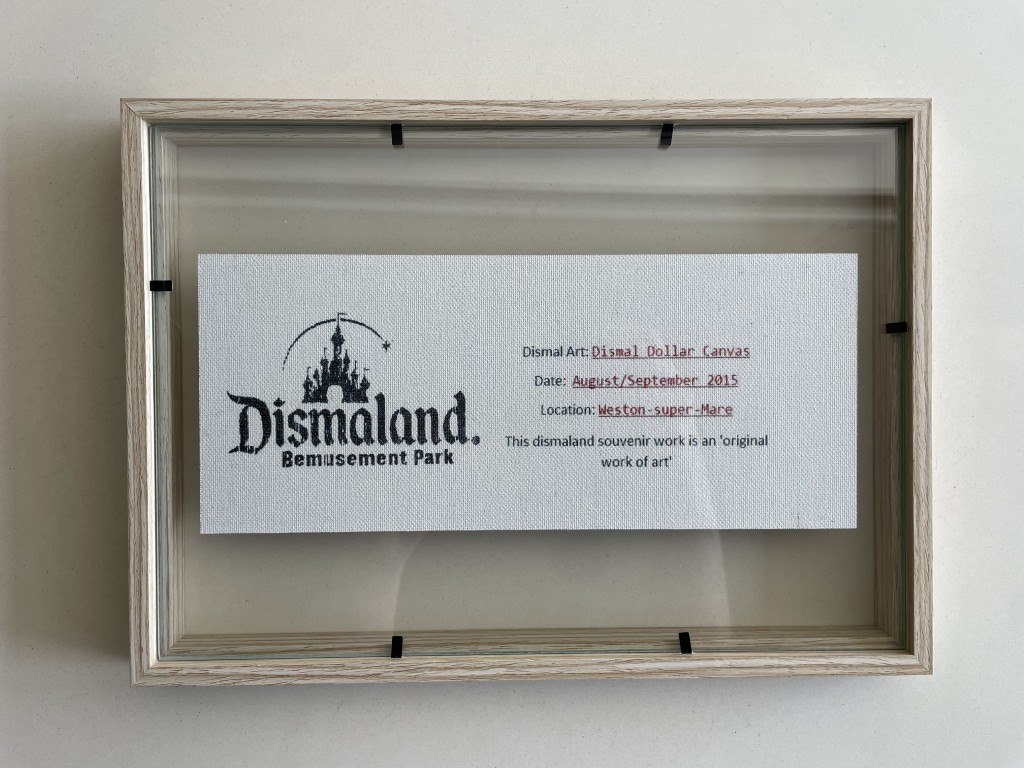 Dismaland.
Bemusement Park
Dismal Art: Dismal Dollar Canvas
Date: August/September 2015
Location: Weston-super-Mare
This dismaland souvenir work is an 'original
work of art'